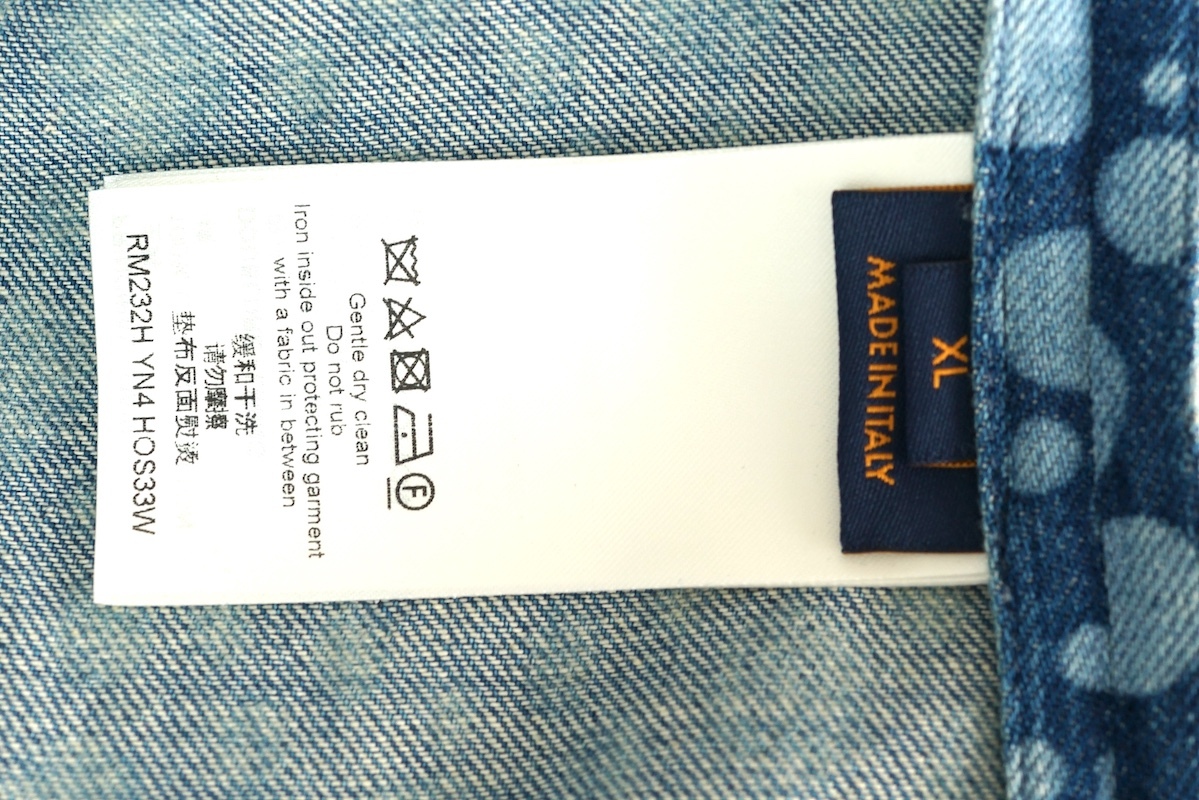 MADE IN ITALY
XL
Gentle dry clean
Do not rub
Iron inside out protecting garment
with a fabric in between
缓和干洗
请勿摩擦
垫布反面熨烫
RM232H YN4 HOS33W